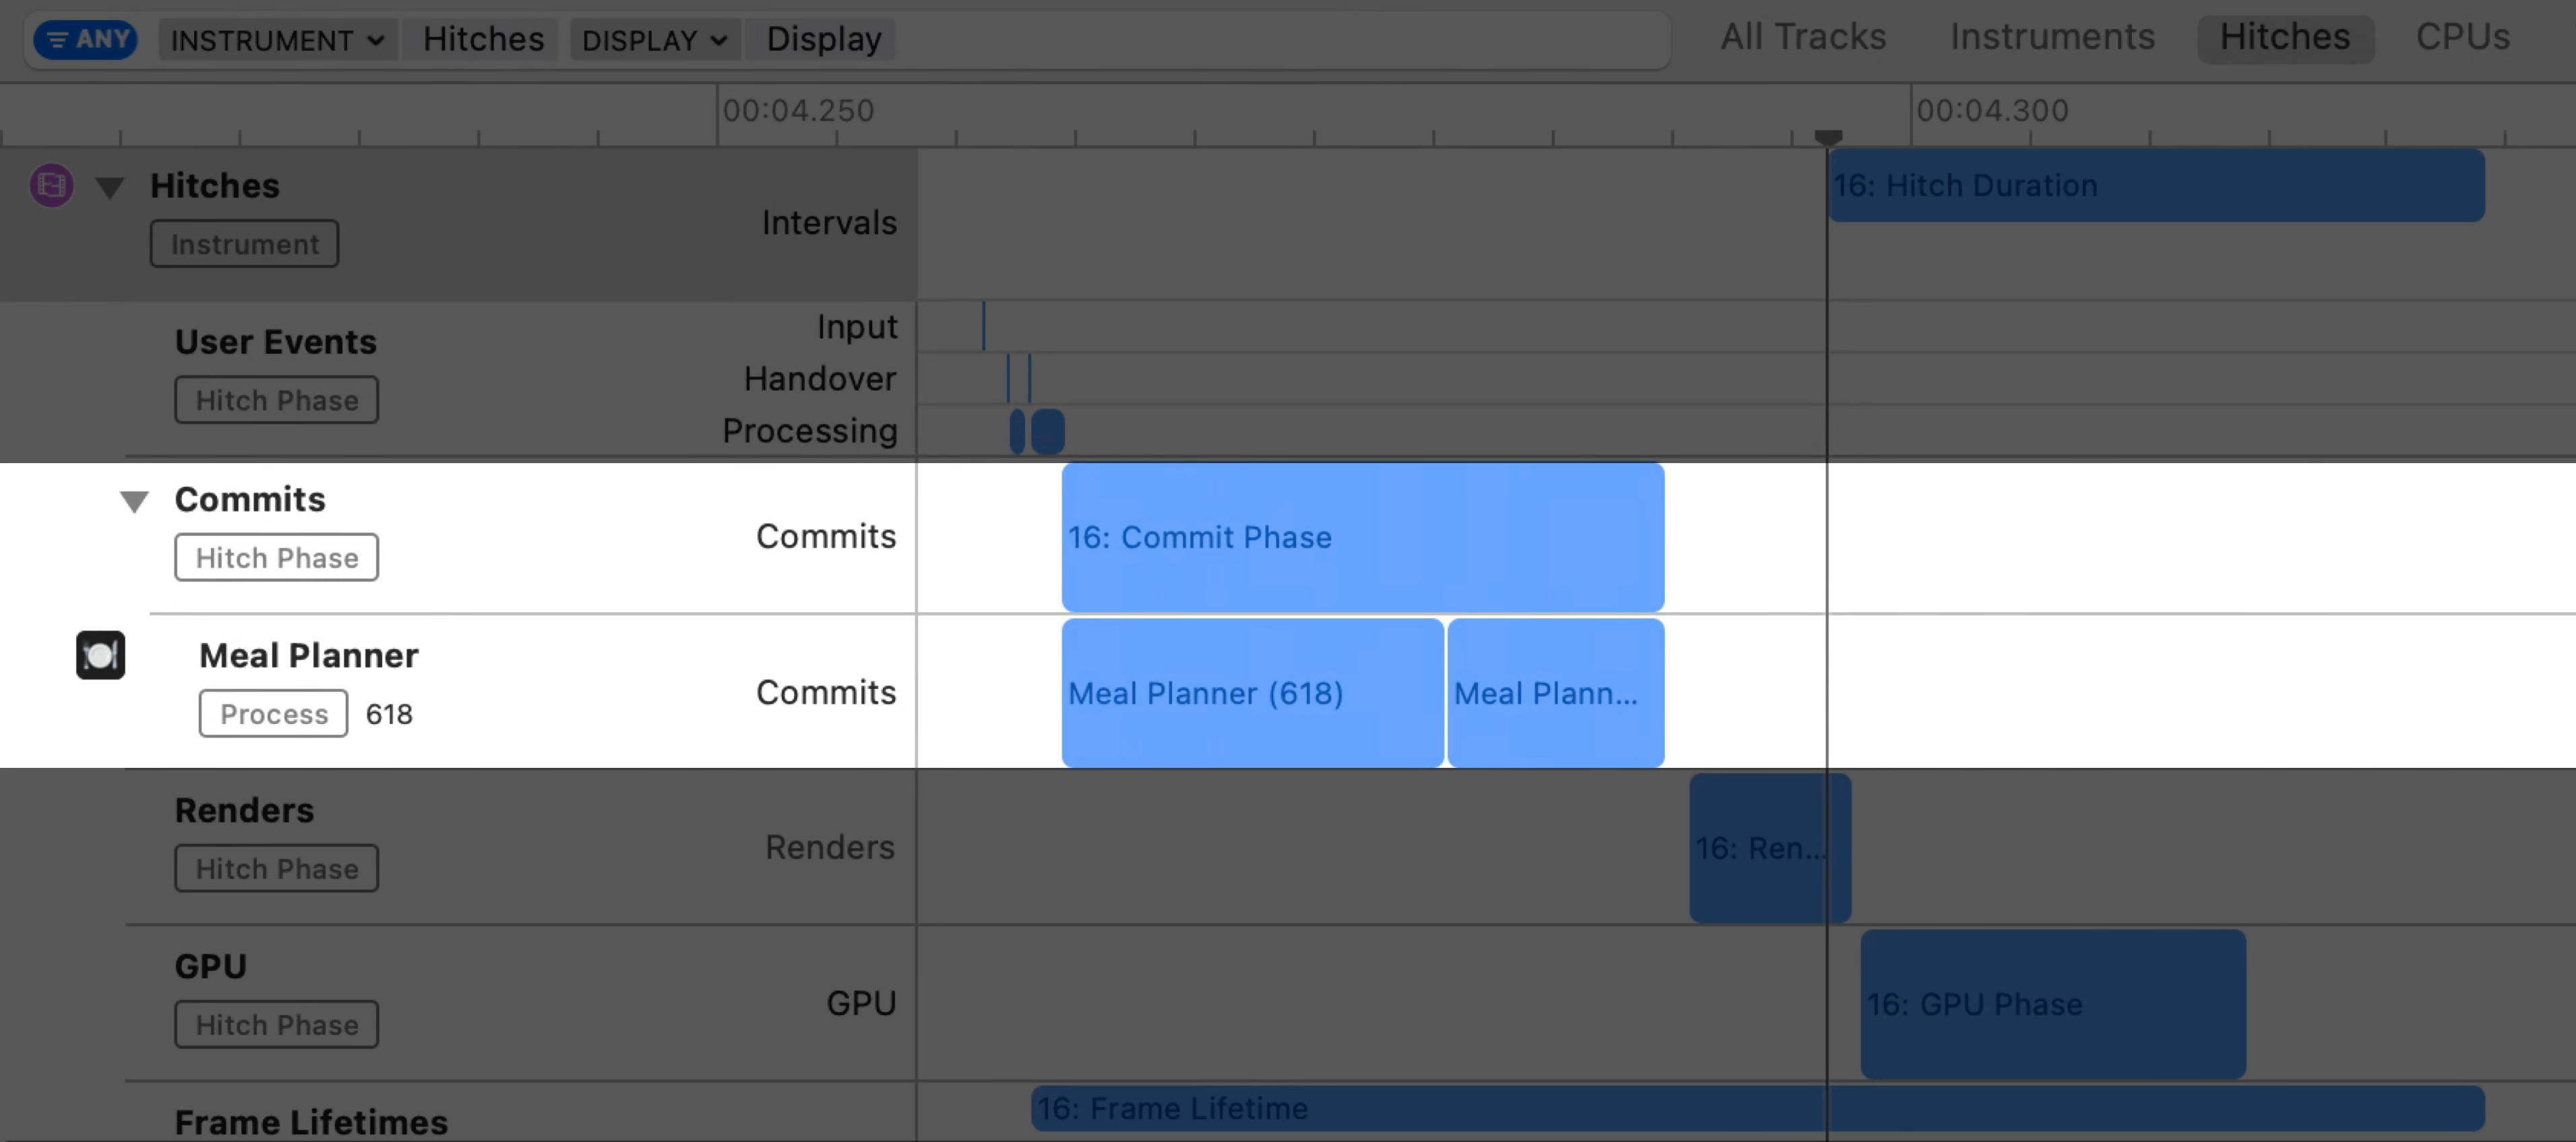 ANY INSTRUMENT Hitches DISPLAY Display All Tracks Instruments Hitches CPUs
00:04.250 00:04.300
Hitches
Instrument
Intervals
16: Hitch Duration
User Events
Hitch Phase
Input
Handover
Processing
Commits
Hitch Phase
Commits
16: Commit Phase
Meal Planner
Process 618
Commits
Meal Planner (618) Meal Plann...
Renders
Hitch Phase
Renders
16: Ren...
GPU
Hitch Phase
GPU
16: GPU Phase
Frame Lifetimes
16: Frame Lifetime